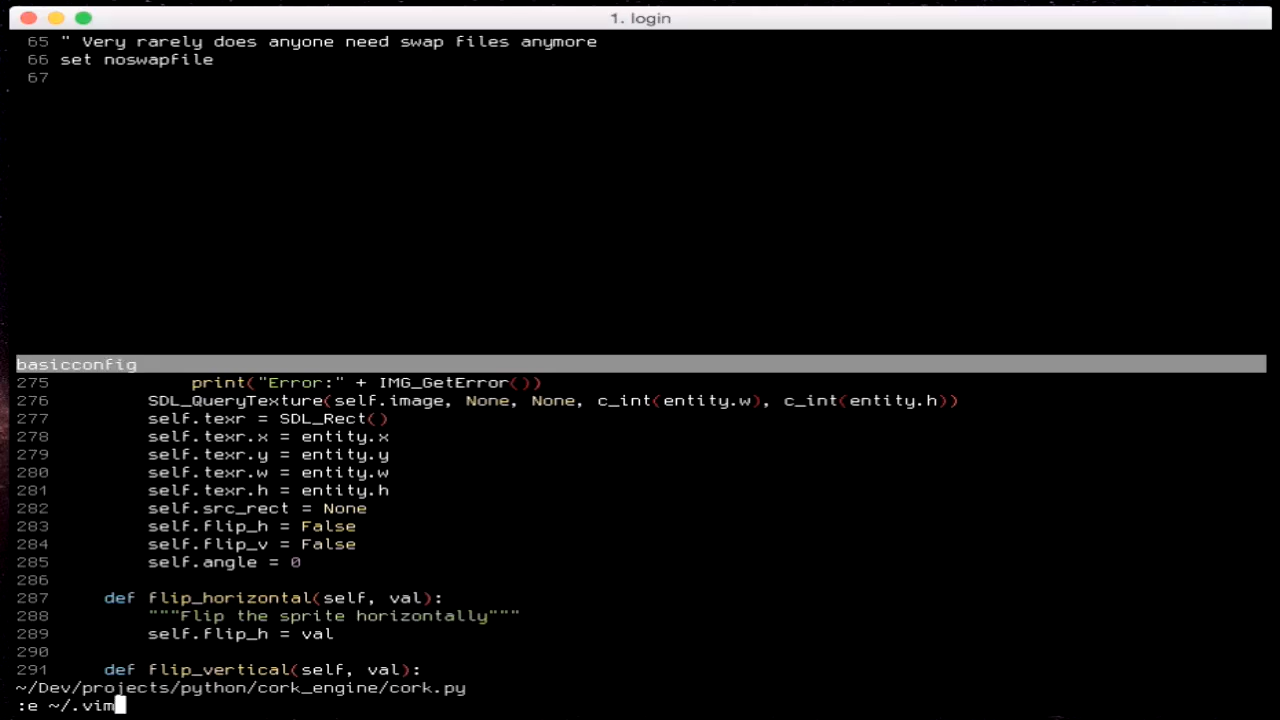 1. login
65 " Very rarely does anyone need swap files anymore
66 set noswapfile
67
basicconfig
275             print("Error:" + IMG_GetError())
276         SDL_QueryTexture(self.image, None, None, c_int(entity.w), c_int(entity.h))
277         self.texr = SDL_Rect()
278         self.texr.x = entity.x
279         self.texr.y = entity.y
280         self.texr.w = entity.w
281         self.texr.h = entity.h
282         self.src_rect = None
283         self.flip_h = False
284         self.flip_v = False
285         self.angle = 0
286
287     def flip_horizontal(self, val):
288         """Flip the sprite horizontally"""
289         self.flip_h = val
290
291     def flip_vertical(self, val):
~/Dev/projects/python/cork_engine/cork.py
:e ~/.vim